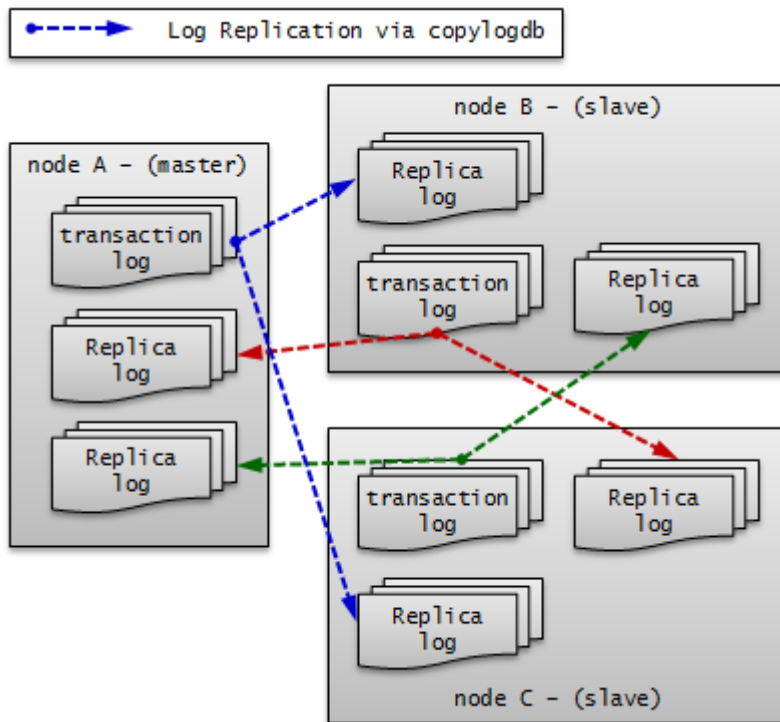 Log Replication via copylogdb
node A – (master)
transaction
log
Replica
log
Replica
log
node B – (slave)
Replica
log
transaction
log
Replica
log
transaction
log
Replica
log
Replica
log
node C – (slave)